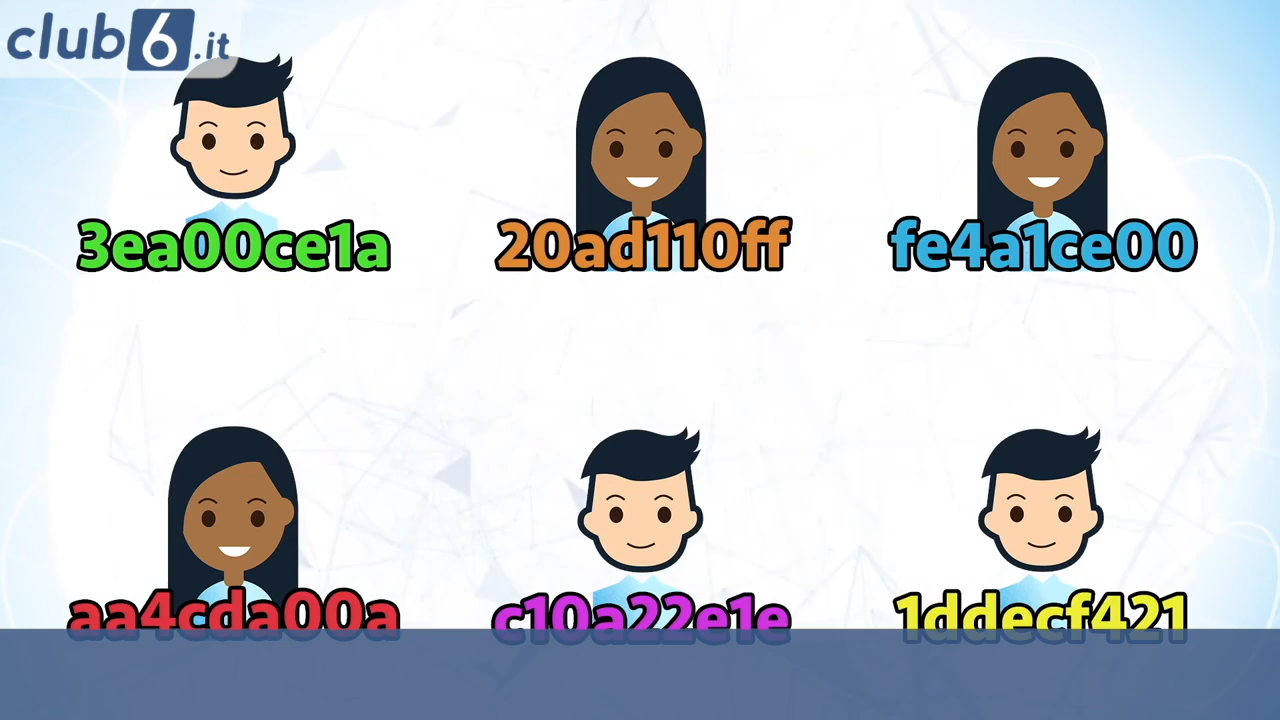 club6.it
3ea00ce1a
20ad110ff
fe4a1ce00
aa4cda00a
c10a22e1e
1ddecf421